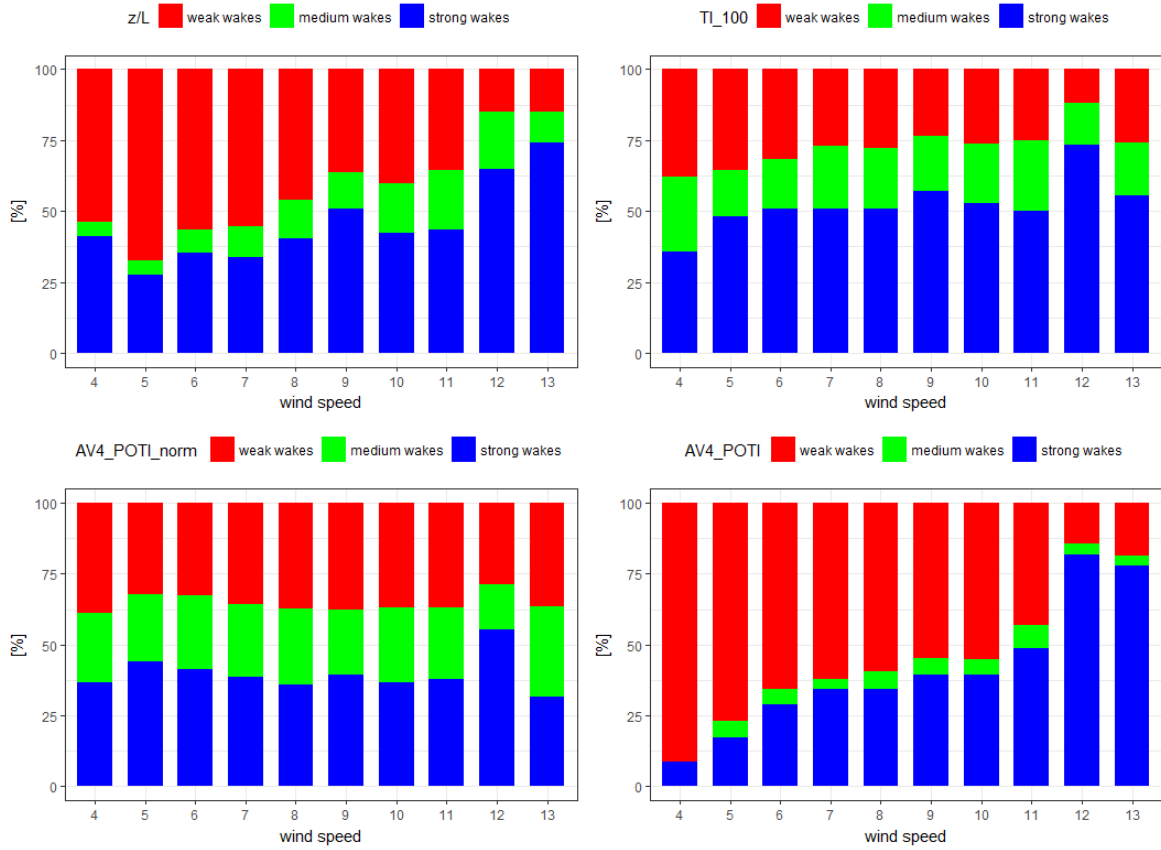 z/L weak wakes medium wakes strong wakes
100
75
50
25
0
[%]
4 5 6 7 8 9 10 11 12 13
wind speed
TI_100 weak wakes medium wakes strong wakes
100
75
50
25
0
[%]
4 5 6 7 8 9 10 11 12 13
wind speed
AV4_POTI_norm weak wakes medium wakes strong wakes
100
75
50
25
0
[%]
4 5 6 7 8 9 10 11 12 13
wind speed
AV4_POTI weak wakes medium wakes strong wakes
100
75
50
25
0
[%]
4 5 6 7 8 9 10 11 12 13
wind speed